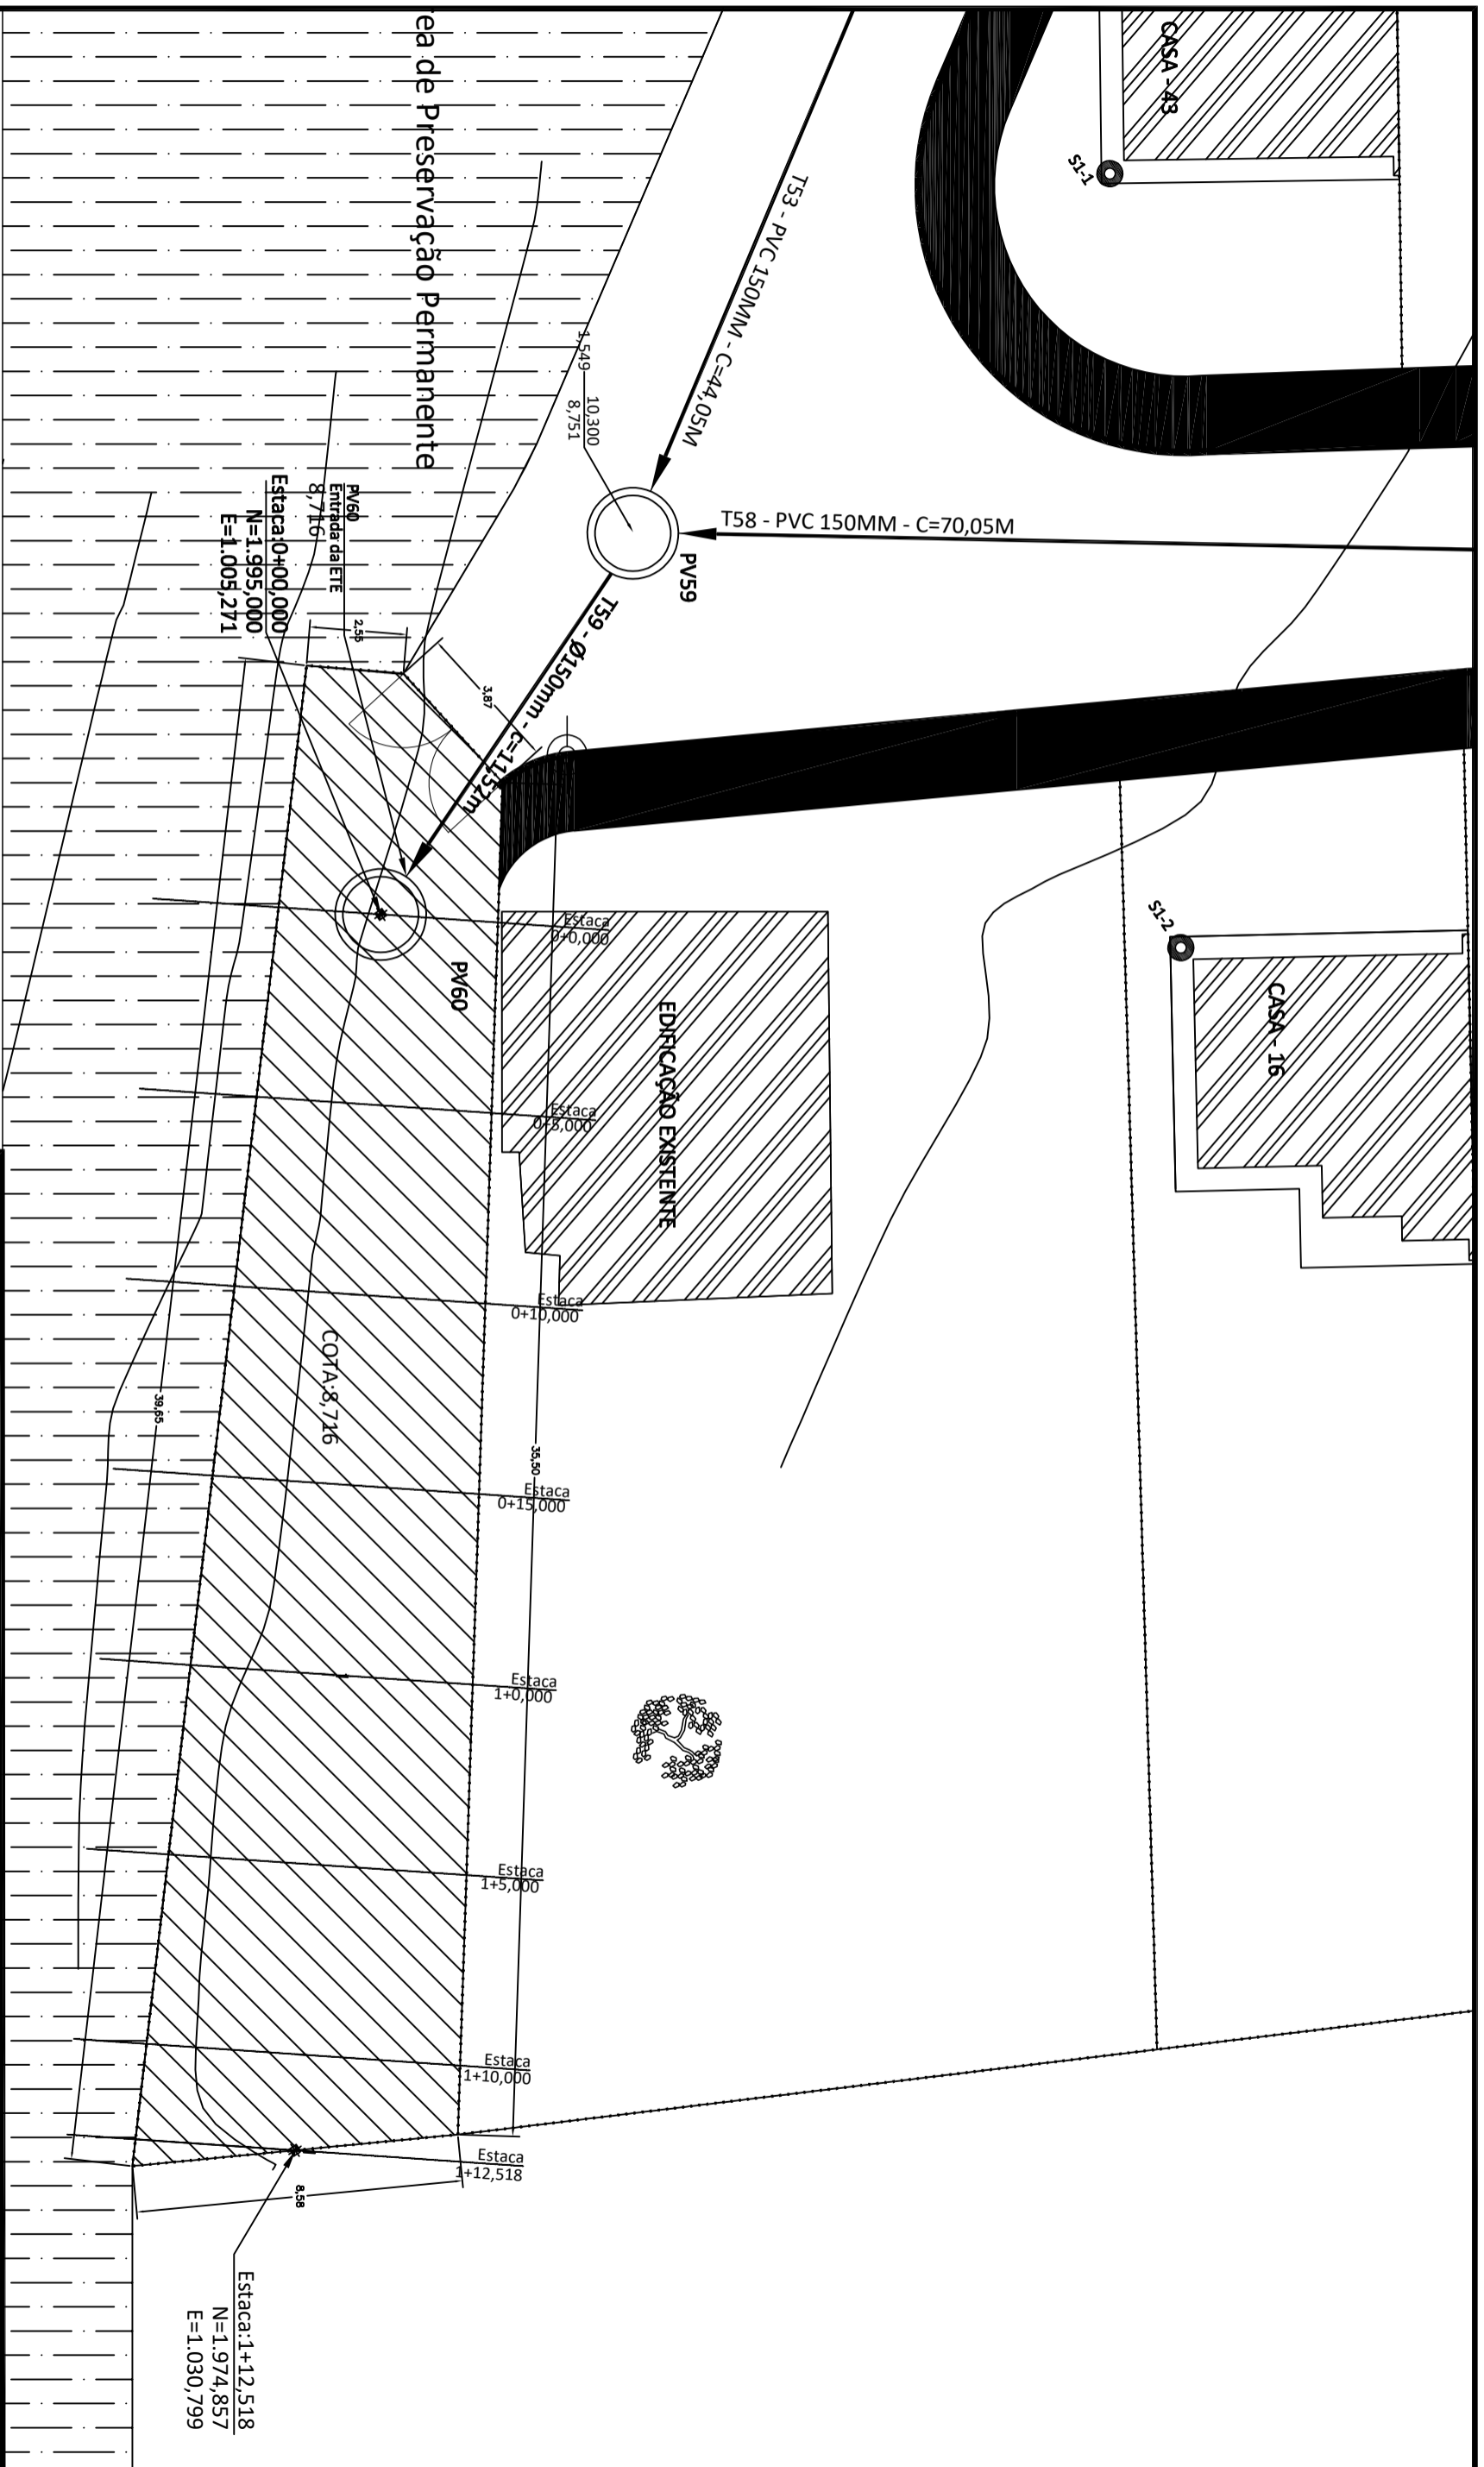 CASA - 43
S1-1
ea de Preservação Permanente
T53 - PVC 150MM - C=44,05M
1,549
10,300
8,751
T58 - PVC 150MM - C=70,05M
PV59
PV60
Entrada da ETE
8,716
Estaca:0+00,000
N=1.995,000
E=1.005,271
2,55
3,87
T59 - Ø150mm - c=11,52m
PV60
Estaca
0+0,000
EDIFICAÇÃO EXISTENTE
S1-2
CASA - 16
Estaca
0+5,000
Estaca
0+10,000
COTA:8,716
39,65
35,50
Estaca
0+15,000
Estaca
1+0,000
Estaca
1+5,000
Estaca
1+10,000
Estaca
1+12,518
8,58
Estaca:1+12,518
N=1.974,857
E=1.030,799